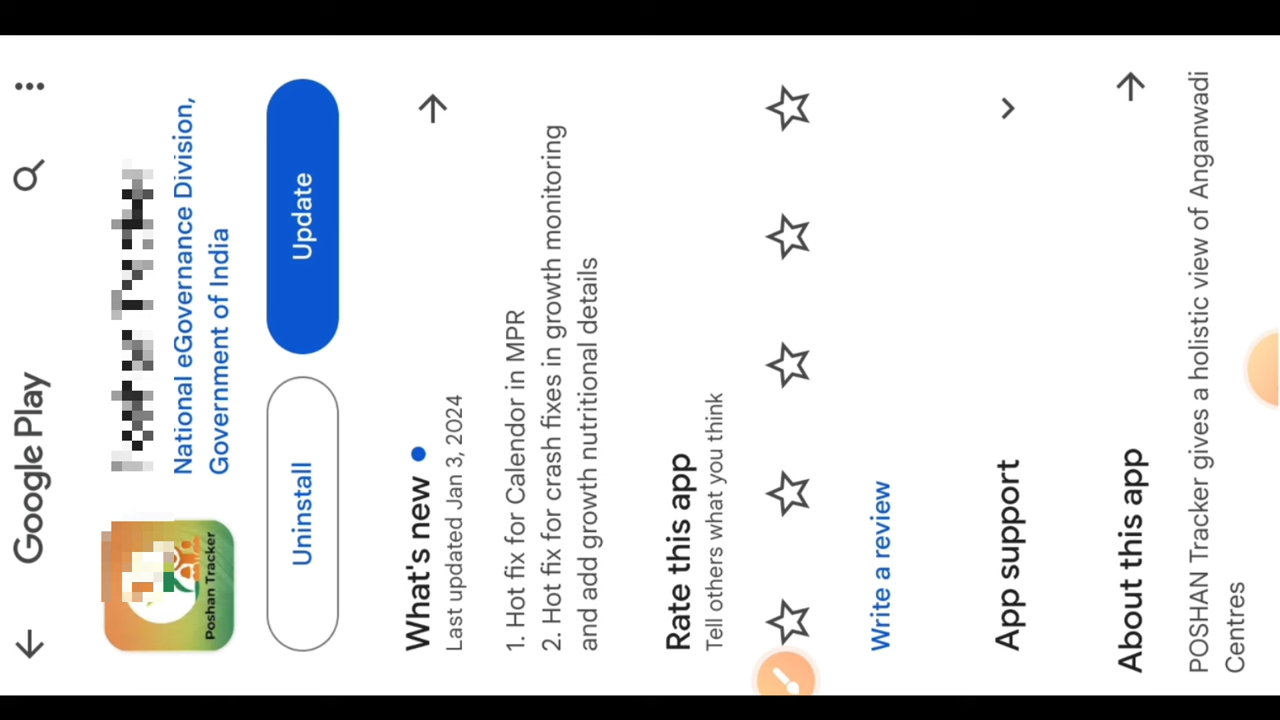 Google Play
National eGovernance Division,
Government of India
Poshan Tracker
Uninstall
Update
What's new
Last updated Jan 3, 2024
1. Hot fix for Calendor in MPR
2. Hot fix for crash fixes in growth monitoring
and add growth nutritional details
Rate this app
Tell others what you think
Write a review
App support
About this app
POSHAN Tracker gives a holistic view of Anganwadi
Centres